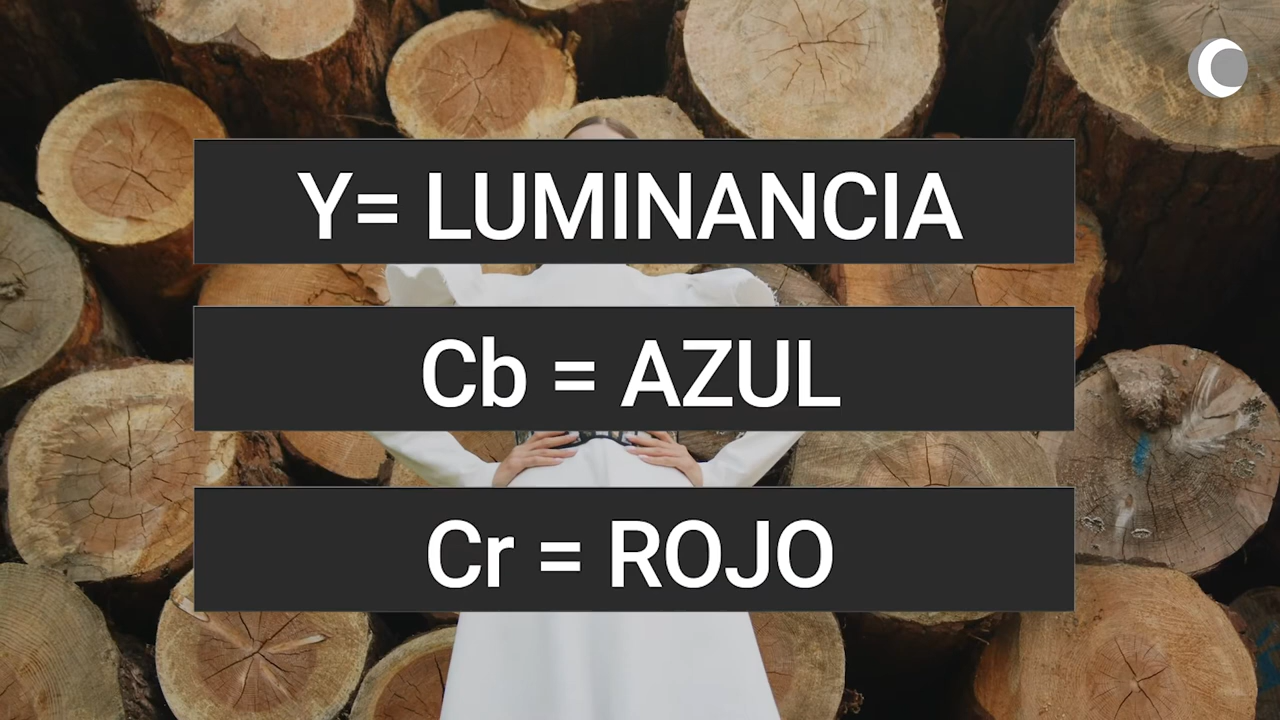 Y= LUMINANCIA
Cb = AZUL
Cr = ROJO